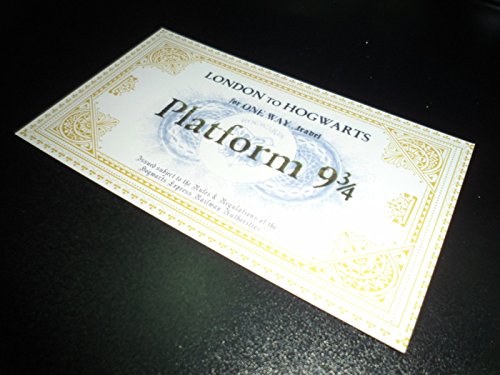 LONDON TO HOGWARTS
for ONE WAY travel
Platform 9¾
Issued subject to the Rules & Regulations of the
Hogwarts Express Railway Authorities